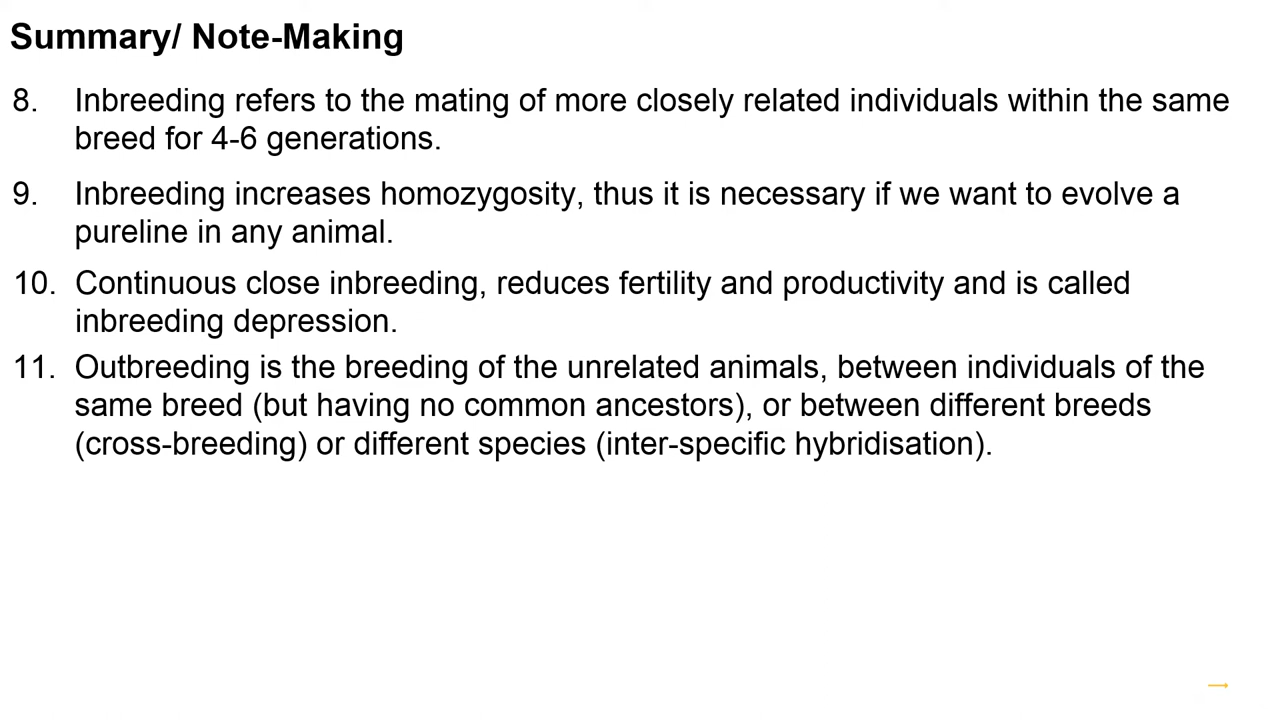 Summary/ Note-Making
8. Inbreeding refers to the mating of more closely related individuals within the same
breed for 4-6 generations.
9. Inbreeding increases homozygosity, thus it is necessary if we want to evolve a
pureline in any animal.
10. Continuous close inbreeding, reduces fertility and productivity and is called
inbreeding depression.
11. Outbreeding is the breeding of the unrelated animals, between individuals of the
same breed (but having no common ancestors), or between different breeds
(cross-breeding) or different species (inter-specific hybridisation).